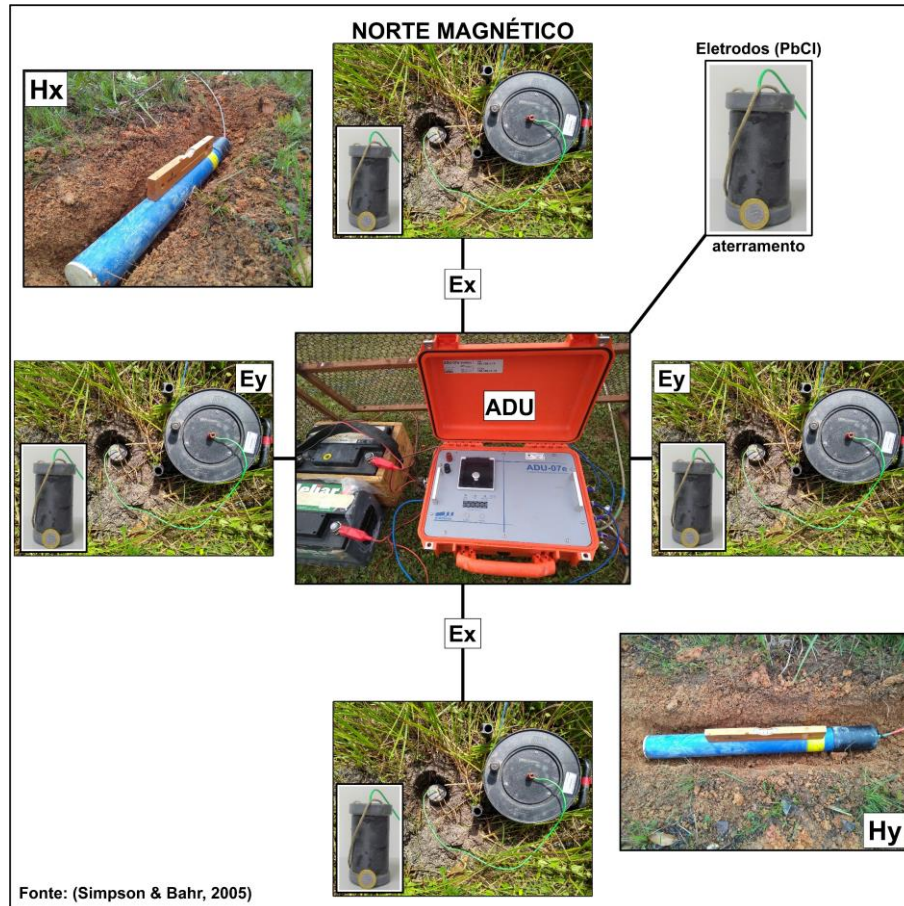 NORTE MAGNÉTICO
Eletrodos (PbCl)
Hx
aterramento
Ex
Ey
ADU
Ey
ADU-07e
Ex
Hy
Fonte: (Simpson & Bahr, 2005)